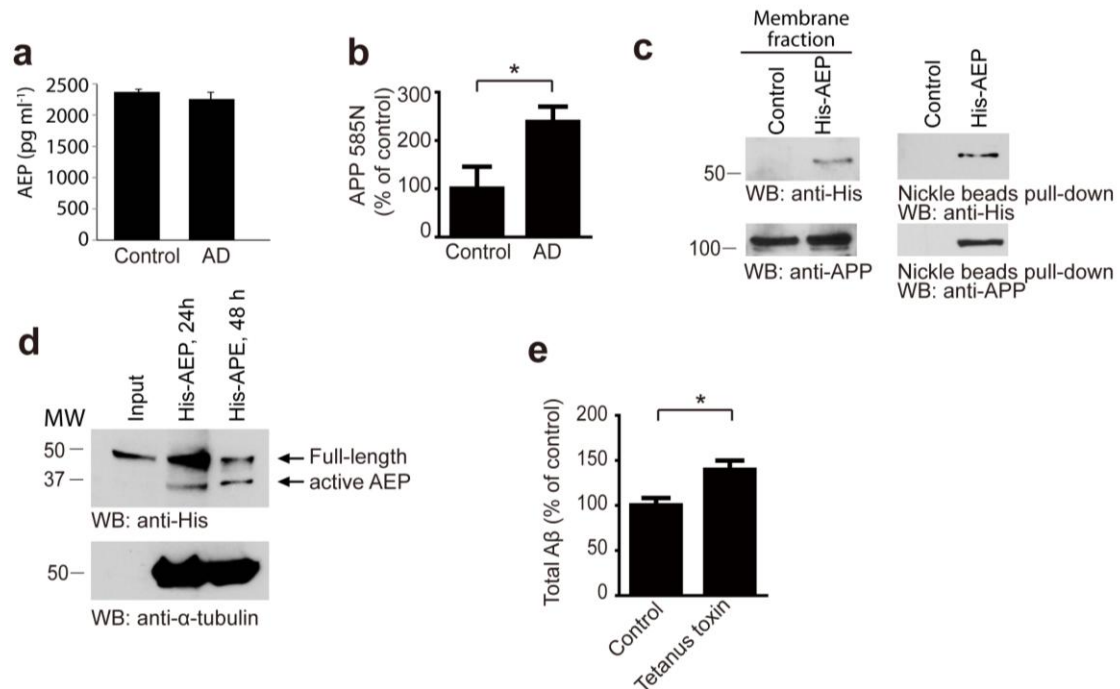 a
AEP (pg ml⁻¹)
2500
2000
1500
1000
500
0
Control AD
b
APP 585N
(% of control)
300
200
100
0
*
Control AD
c
Membrane
fraction
Control
His-AEP
50
WB: anti-His
100
WB: anti-APP
Control
His-AEP
Nickle beads pull-down
WB: anti-His
Nickle beads pull-down
WB: anti-APP
d
MW
Input
His-AEP, 24h
His-APE, 48 h
50
37
Full-length
active AEP
WB: anti-His
50
WB: anti-α-tubulin
e
Total Aβ (% of control)
200
150
100
50
0
*
Control
Tetanus toxin